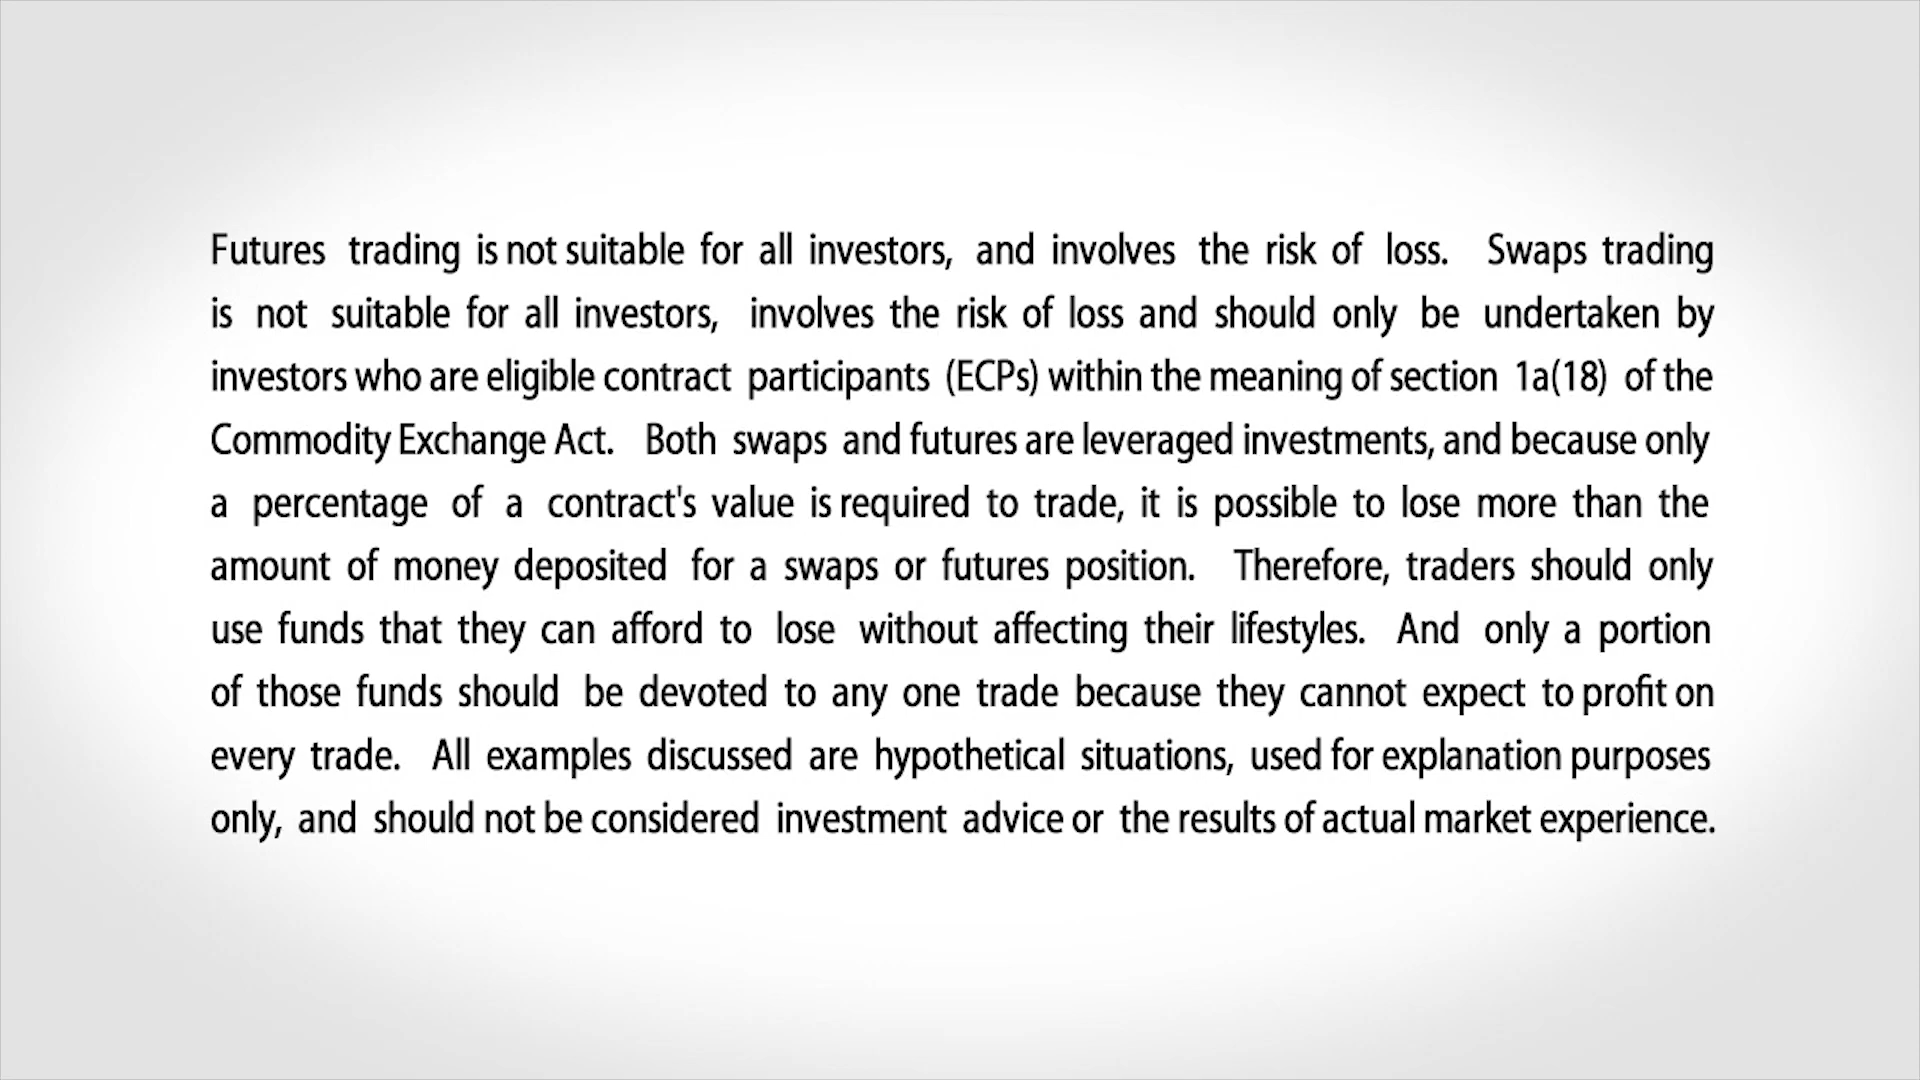 Futures trading is not suitable for all investors, and involves the risk of loss. Swaps trading
is not suitable for all investors, involves the risk of loss and should only be undertaken by
investors who are eligible contract participants (ECPs) within the meaning of section 1a(18) of the
Commodity Exchange Act. Both swaps and futures are leveraged investments, and because only
a percentage of a contract's value is required to trade, it is possible to lose more than the
amount of money deposited for a swaps or futures position. Therefore, traders should only
use funds that they can afford to lose without affecting their lifestyles. And only a portion
of those funds should be devoted to any one trade because they cannot expect to profit on
every trade. All examples discussed are hypothetical situations, used for explanation purposes
only, and should not be considered investment advice or the results of actual market experience.